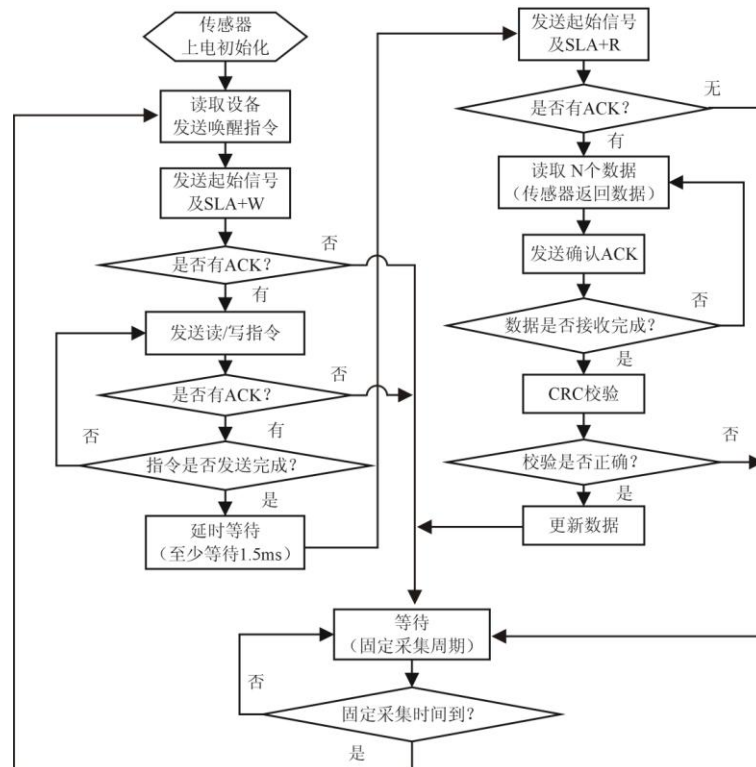 传感器
上电初始化
读取设备
发送唤醒指令
发送起始信号
及SLA+W
是否有ACK？
否
有
发送读/写指令
是否有ACK？
否
有
否
指令是否发送完成？
是
延时等待
（至少等待1.5ms）
发送起始信号
及SLA+R
无
是否有ACK？
有
读取 N个数据
（传感器返回数据）
发送确认ACK
否
数据是否接收完成？
是
CRC校验
否
校验是否正确？
是
更新数据
等待
（固定采集周期）
否
固定采集时间到？
是